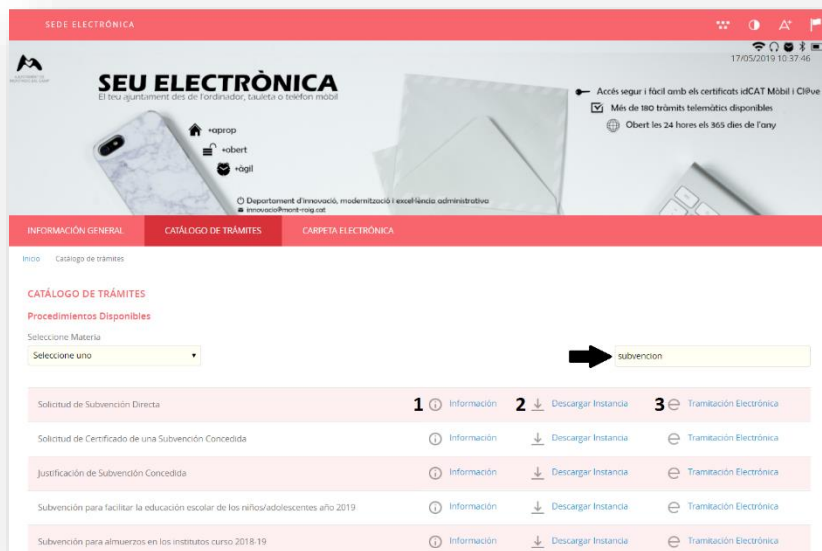 SEDE ELECTRÓNICA
A+
17/05/2019 10:37:46
SEU ELECTRÒNICA
El teu ajuntament des de l'ordinador, tauleta o telèfon mòbil
Accés segur i fàcil amb els certificats idCAT Mòbil i Cl@ve
Més de 180 tràmits telemàtics disponibles
Obert les 24 hores els 365 dies de l'any
+aprop
+obert
+àgil
Departament d'innovació, modernització i excel·lència administrativa
innovacio@mont-roig.cat
INFORMACIÓN GENERAL CATÁLOGO DE TRÁMITES CARPETA ELECTRÓNICA
Inicio Catálogo de trámites
CATÁLOGO DE TRÁMITES
Procedimientos Disponibles
Seleccione Materia
Seleccione uno subvencion
Solicitud de Subvención Directa 1 Información 2 Descargar Instancia 3 Tramitación Electrónica
Solicitud de Certificado de una Subvención Concedida Información Descargar Instancia Tramitación Electrónica
Justificación de Subvención Concedida Información Descargar Instancia Tramitación Electrónica
Subvención para facilitar la educación escolar de los niños/adolescentes año 2019 Información Descargar Instancia Tramitación Electrónica
Subvención para almuerzos en los institutos curso 2018-19 Información Descargar Instancia Tramitación Electrónica